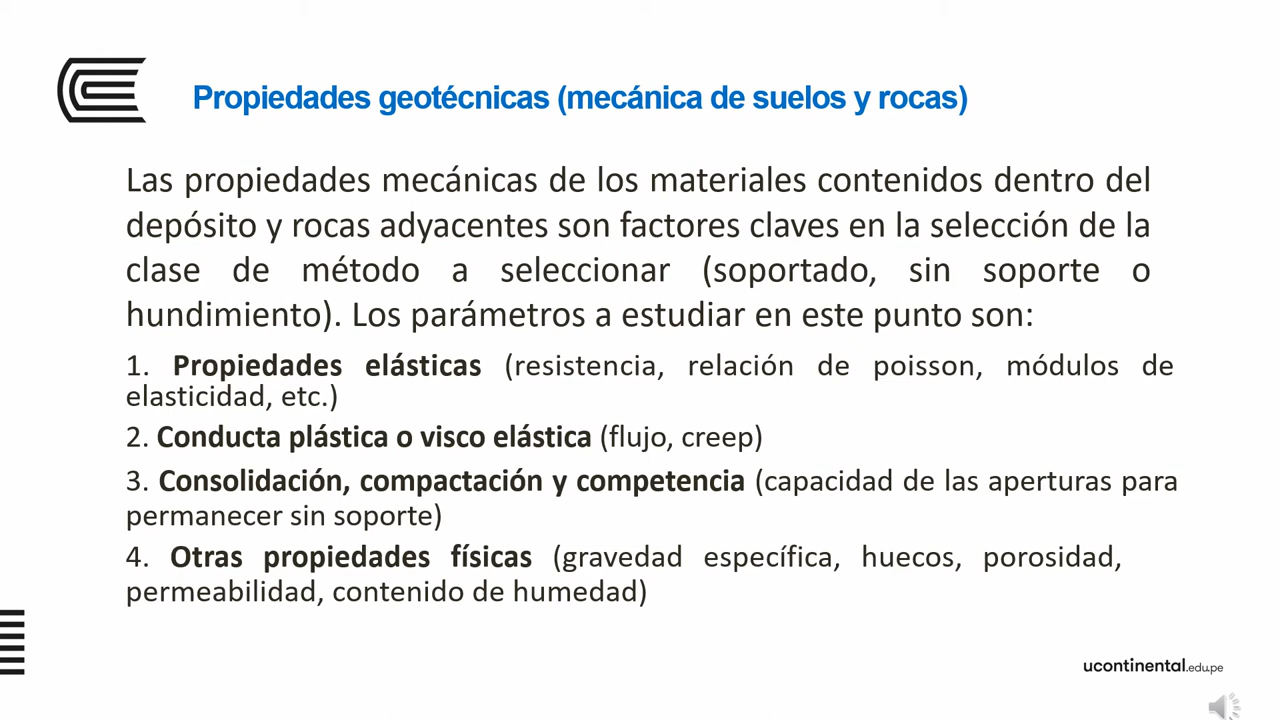 Propiedades geotécnicas (mecánica de suelos y rocas)
Las propiedades mecánicas de los materiales contenidos dentro del
depósito y rocas adyacentes son factores claves en la selección de la
clase de método a seleccionar (soportado, sin soporte o
hundimiento). Los parámetros a estudiar en este punto son:
1. Propiedades elásticas (resistencia, relación de poisson, módulos de
elasticidad, etc.)
2. Conducta plástica o visco elástica (flujo, creep)
3. Consolidación, compactación y competencia (capacidad de las aperturas para
permanecer sin soporte)
4. Otras propiedades físicas (gravedad específica, huecos, porosidad,
permeabilidad, contenido de humedad)
ucontinental.edu.pe